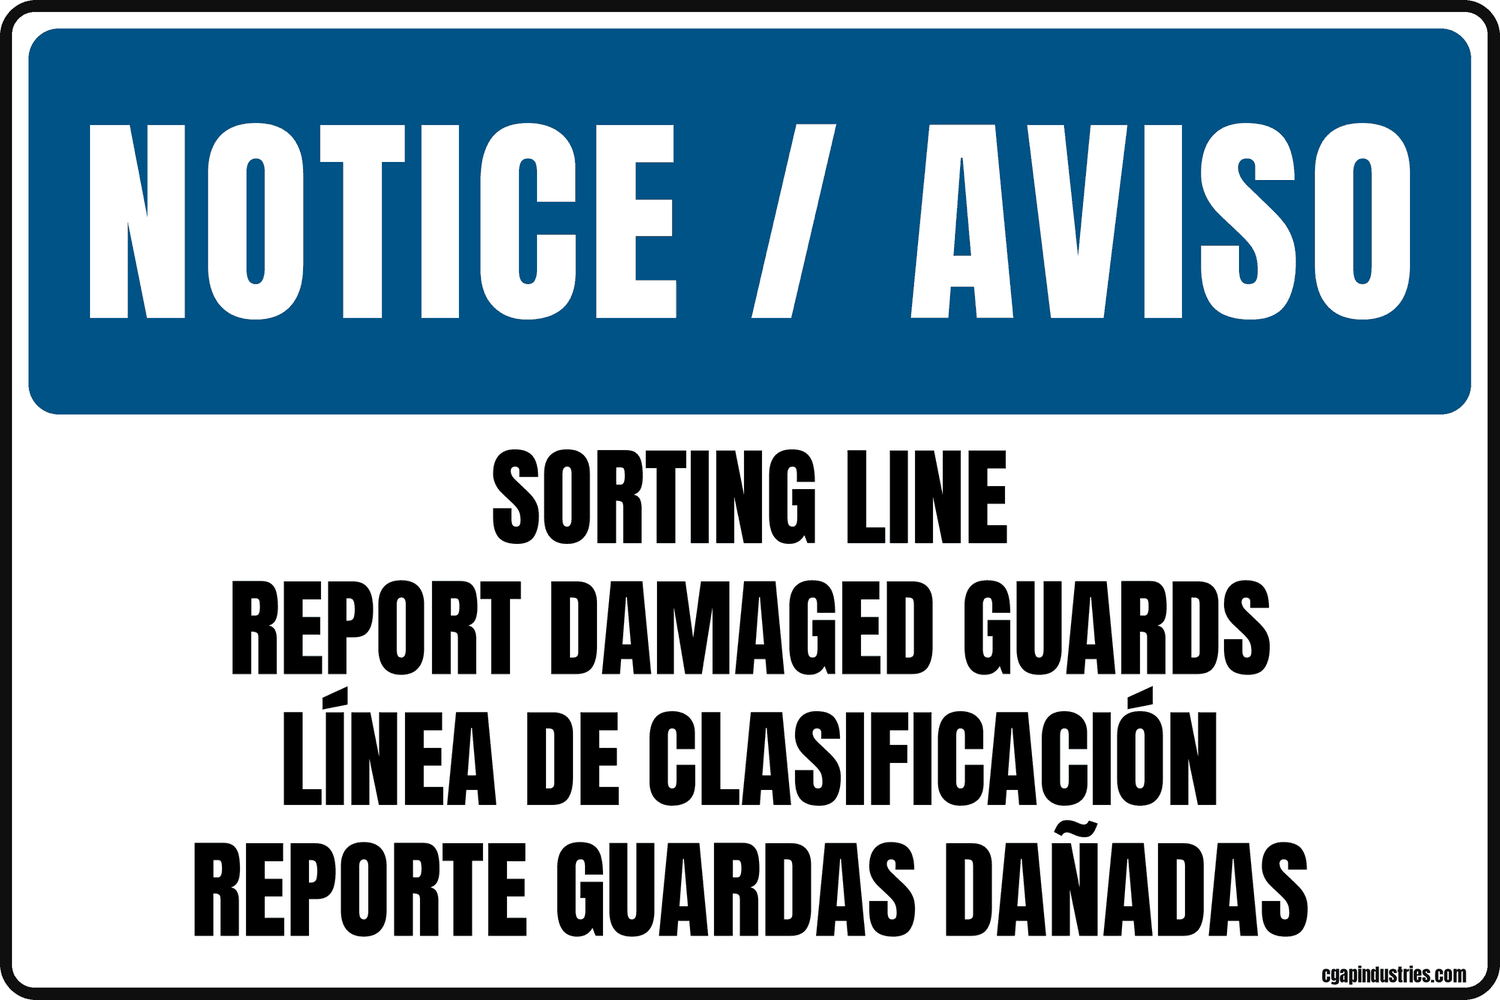 NOTICE / AVISO
SORTING LINE
REPORT DAMAGED GUARDS
LÍNEA DE CLASIFICACIÓN
REPORTE GUARDAS DAÑADAS
cgapindustries.com